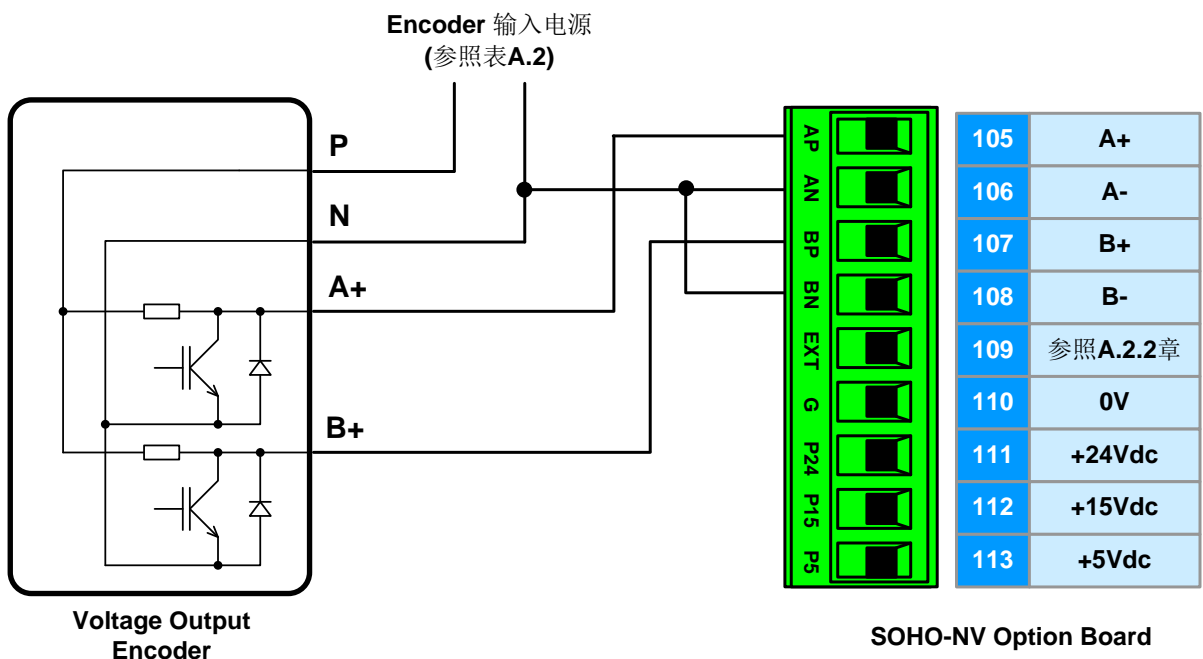 Encoder 输入电源
(参照表A.2)
P
N
A+
B+
Voltage Output
Encoder
AP
AN
BP
BN
EXT
G
P24
P15
P5
105 A+
106 A-
107 B+
108 B-
109 参照A.2.2章
110 0V
111 +24Vdc
112 +15Vdc
113 +5Vdc
SOHO-NV Option Board